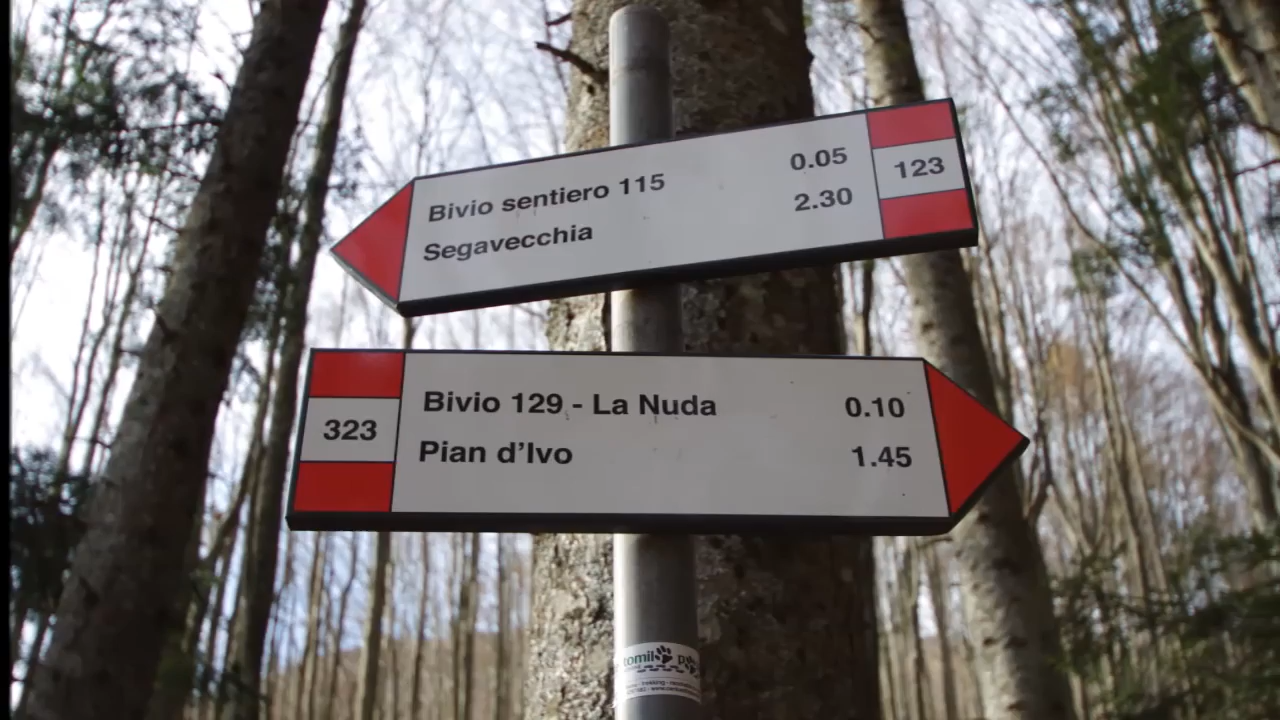 Bivio sentiero 115 0.05
Segavecchia 2.30
123
323
Bivio 129 - La Nuda 0.10
Pian d'Ivo 1.45